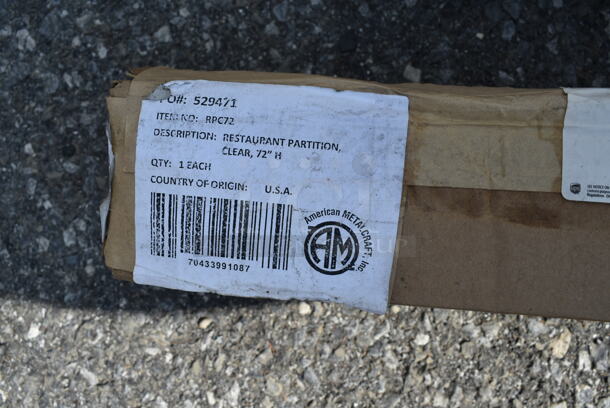 PO#: 529471
ITEM NO: RPC72
DESCRIPTION: RESTAURANT PARTITION,
CLEAR, 72" H
QTY: 1 EACH
COUNTRY OF ORIGIN: U.S.A.
70433991087
American METALCRAFT, Inc.
AM